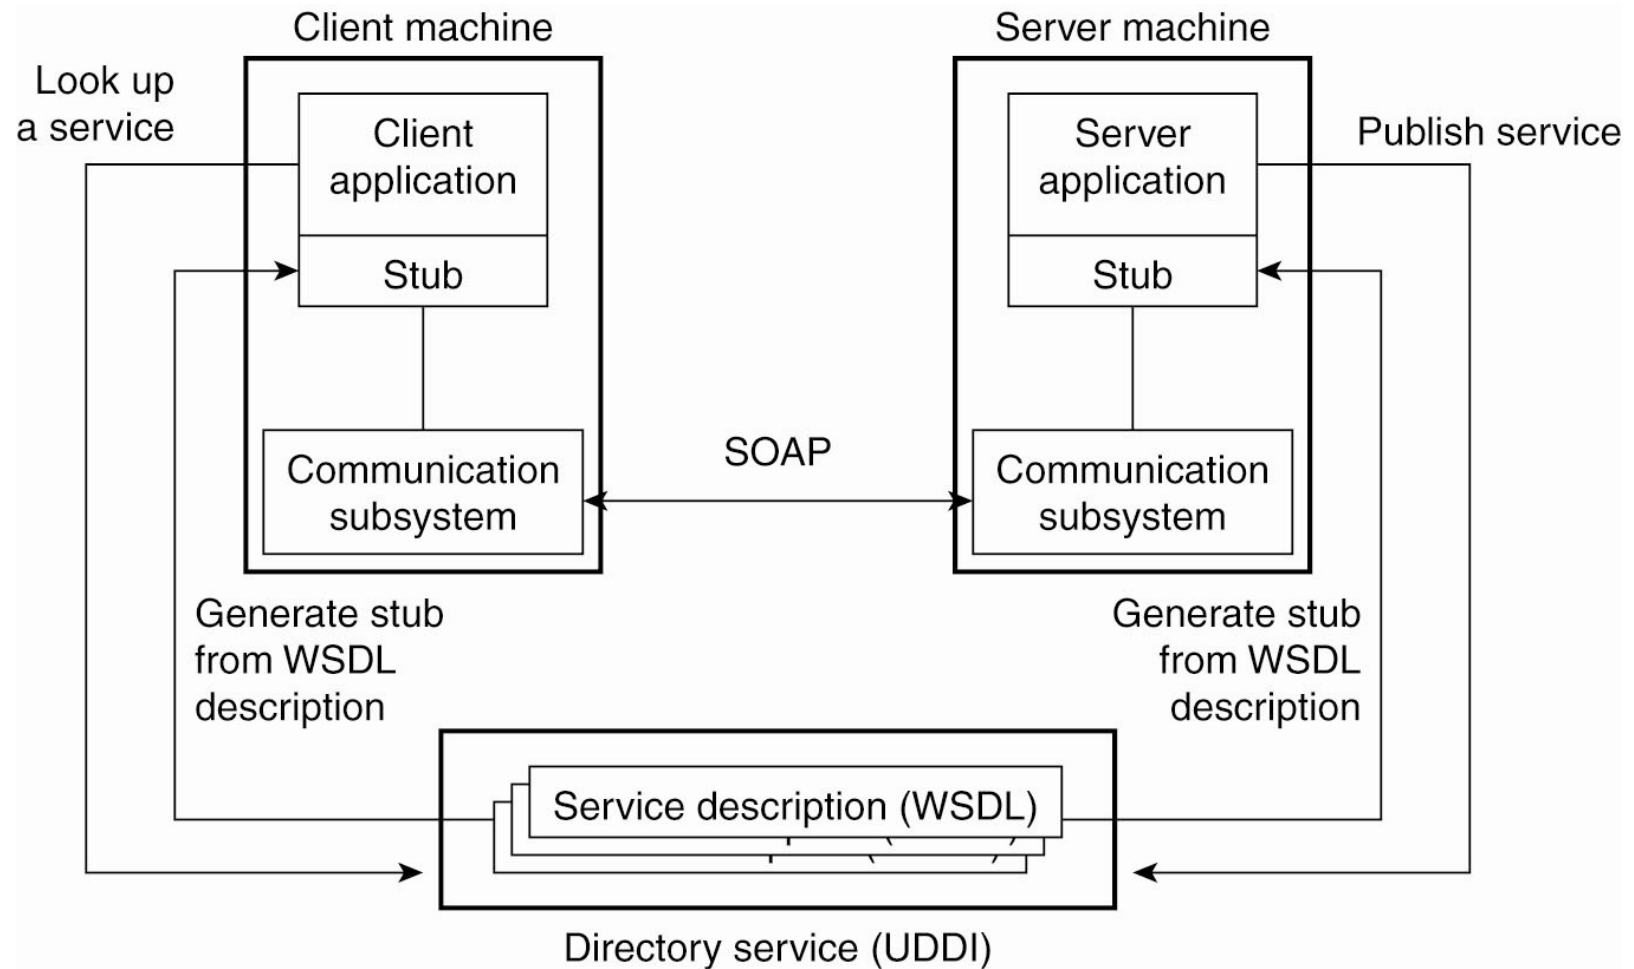 Client machine
Server machine
Look up
a service
Client
application
Stub
Communication
subsystem
SOAP
Server
application
Stub
Communication
subsystem
Publish service
Generate stub
from WSDL
description
Generate stub
from WSDL
description
Service description (WSDL)
Directory service (UDDI)